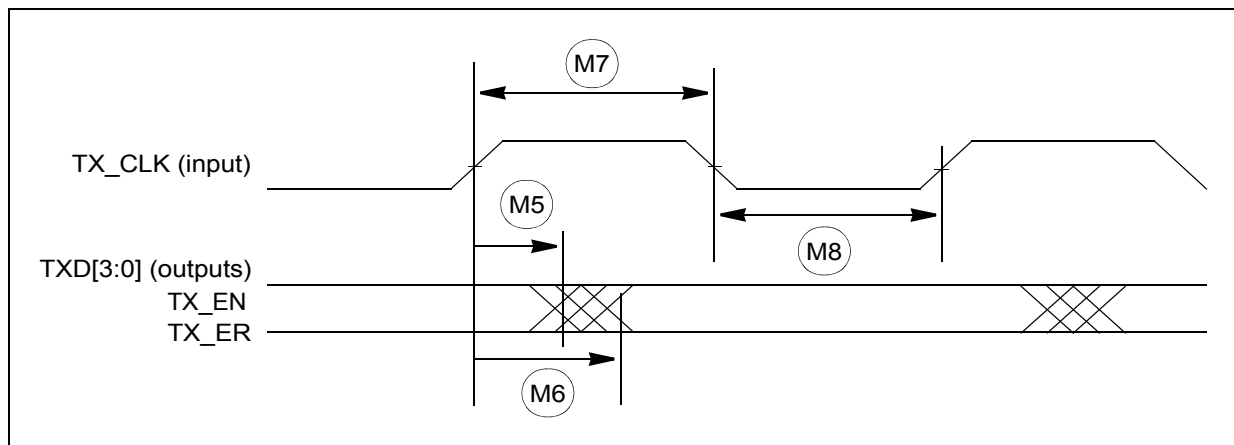 M7
TX_CLK (input)
M5
M8
TXD[3:0] (outputs)
TX_EN
TX_ER
M6